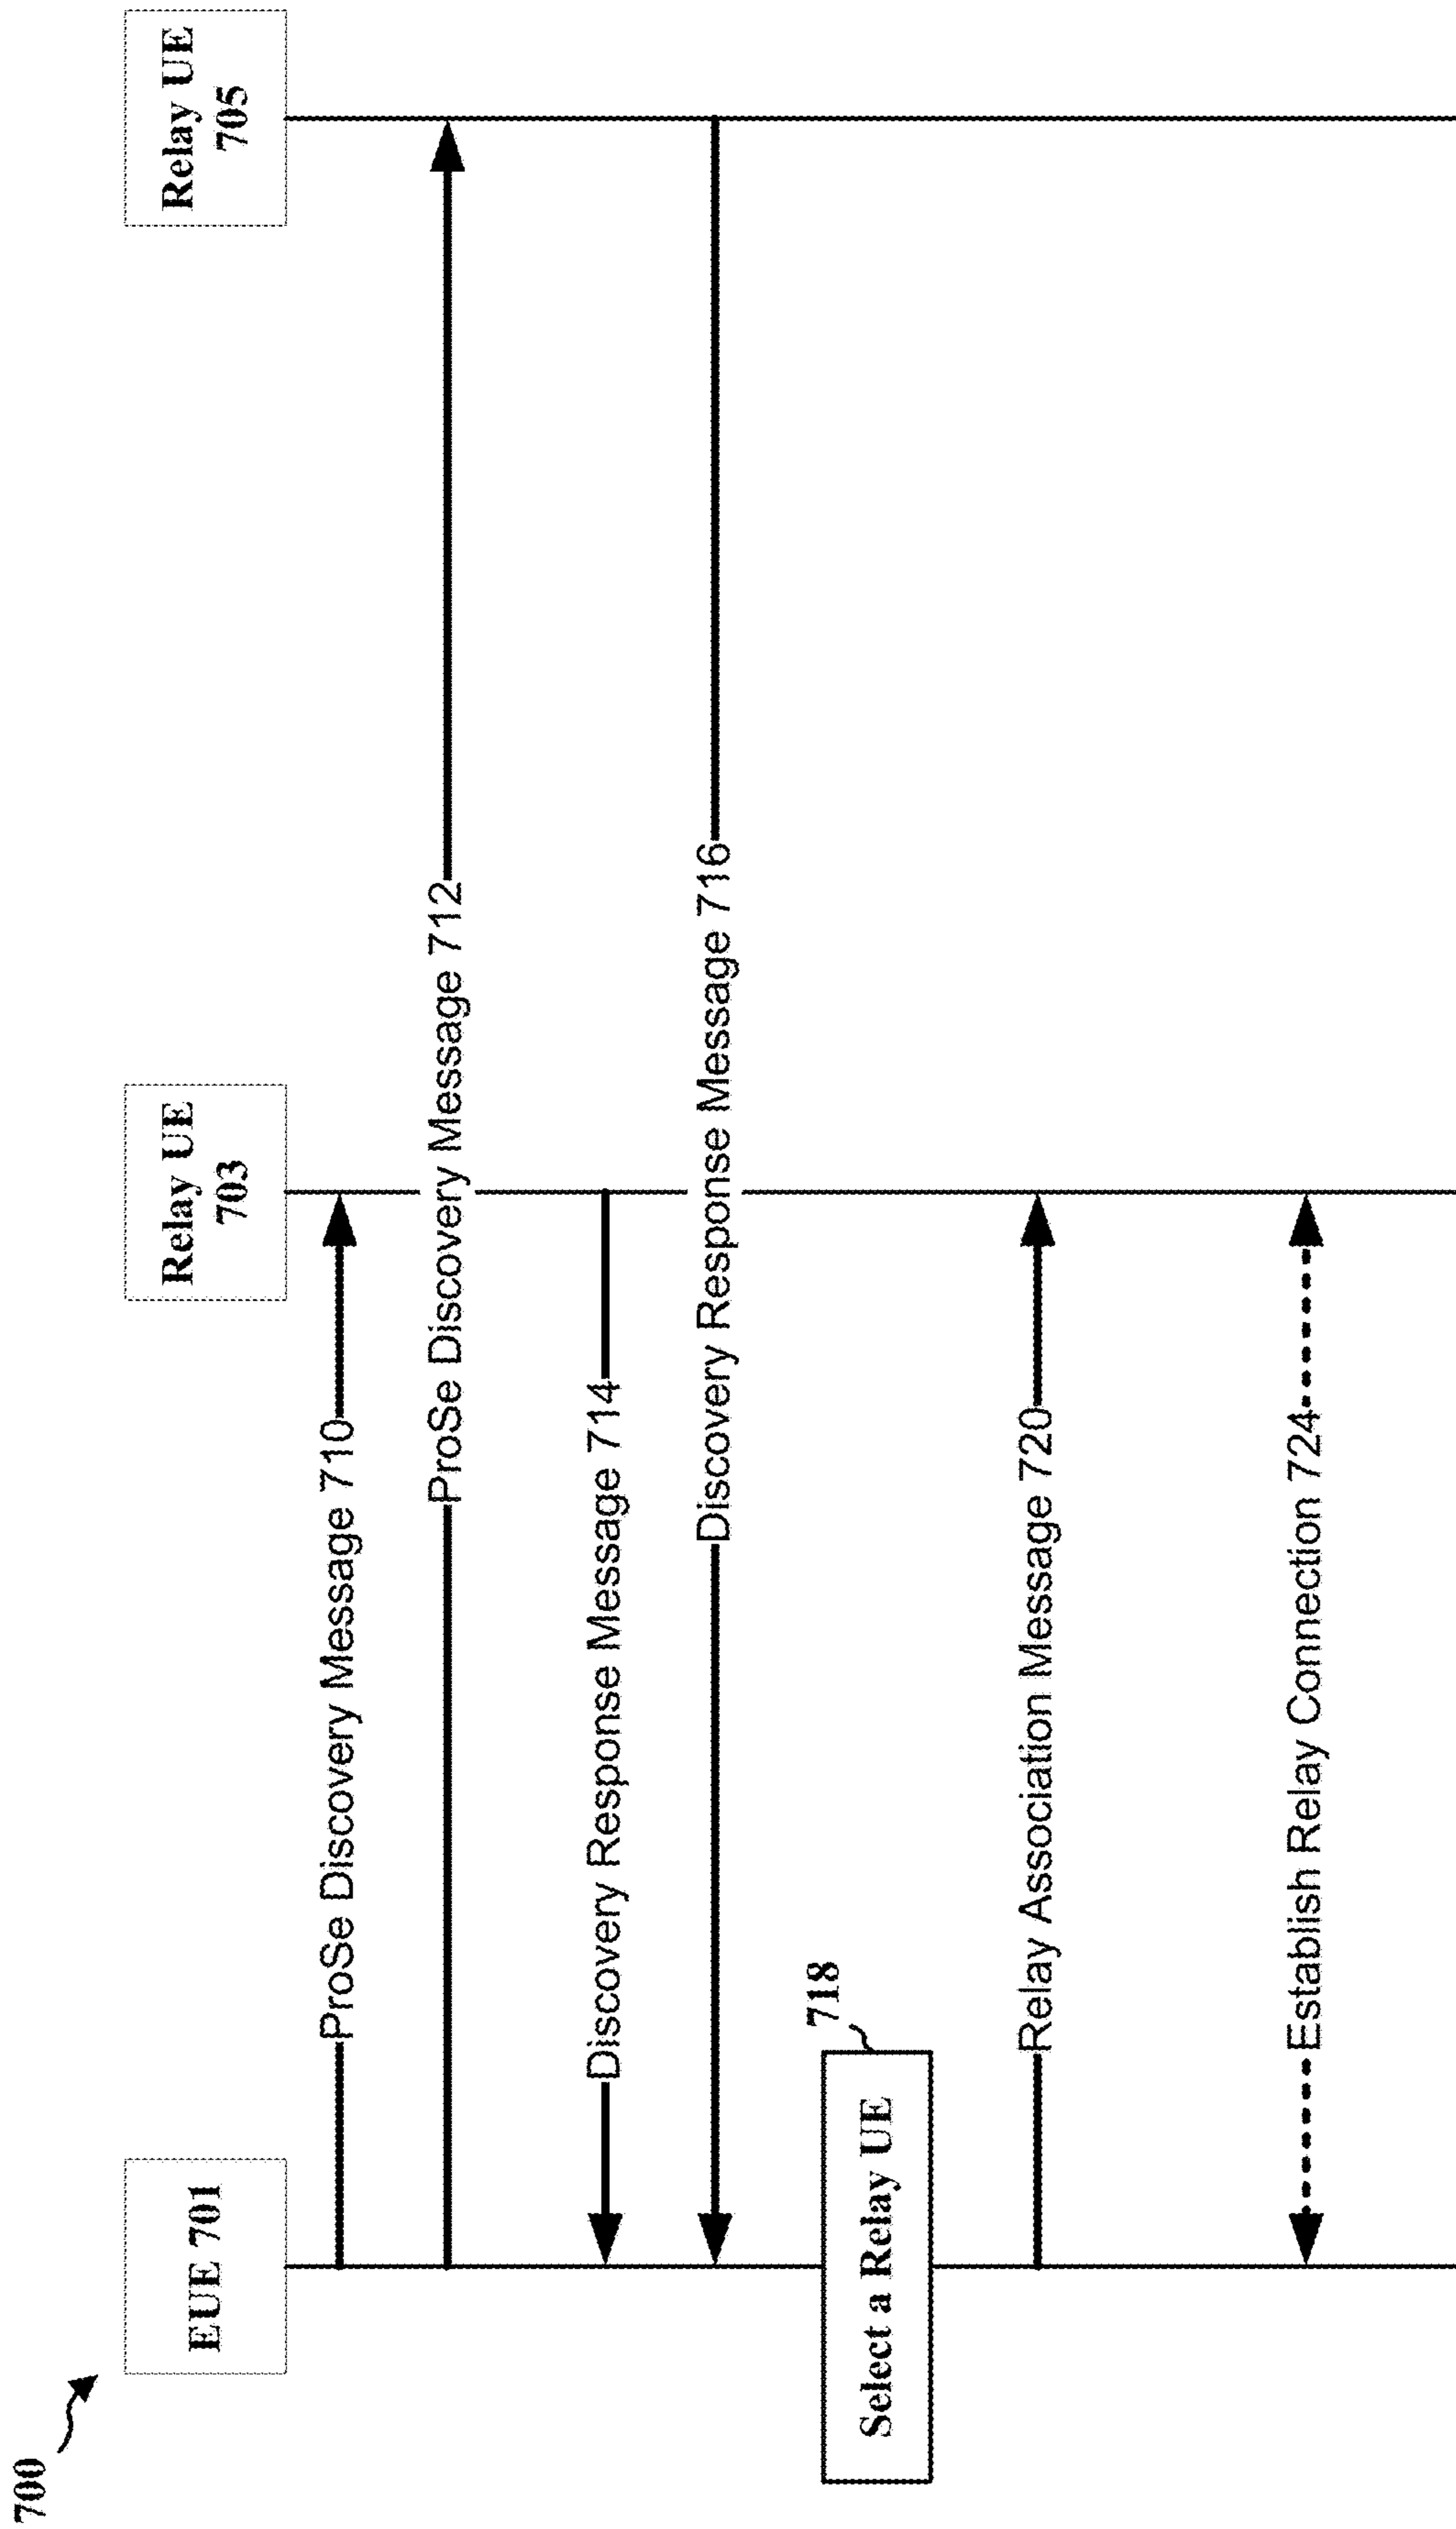 700
EUE 701
Relay UE
703
Relay UE
705
ProSe Discovery Message 710
ProSe Discovery Message 712
Discovery Response Message 714
Discovery Response Message 716
718
Select a Relay UE
Relay Association Message 720
Establish Relay Connection 724